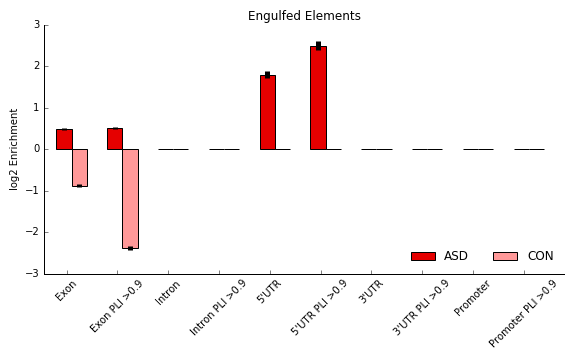 Engulfed Elements
3
2
1
0
−1
−2
−3
log2 Enrichment
ASD
CON
Exon
Exon PLI >0.9
Intron
Intron PLI >0.9
5'UTR
5'UTR PLI >0.9
3'UTR
3'UTR PLI >0.9
Promoter
Promoter PLI >0.9